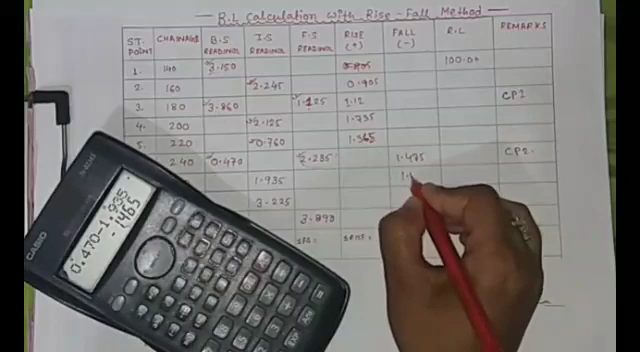 R.L Calculation with Rise-Fall Method
ST. POINT CHAINAGE B.S READING I.S READING F.S READING RISE (+) FALL (-) R.L REMARKS
1. 140 3.150 100.00
2. 160 2.245 0.905
3. 180 3.860 1.125 1.12 CP1
4. 200 2.125 1.735
5. 220 0.760 1.365
240 0.470 2.235 1.475 CP2.
1.935 1.
3.225
3.890
CASIO
0.470-1.935
-1.465